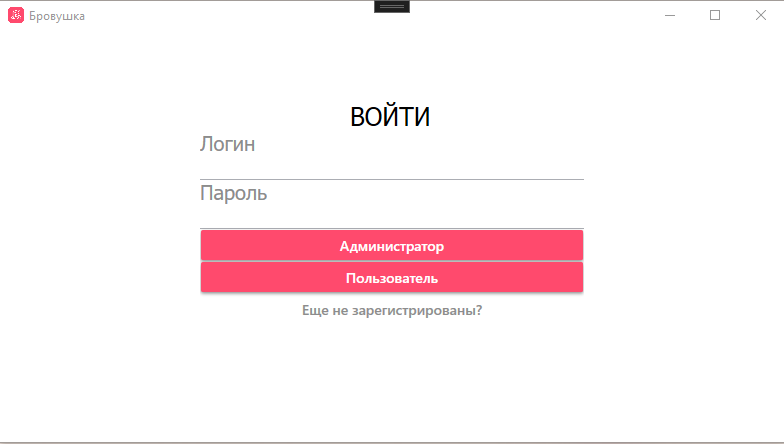 Бровушка
ВОЙТИ
Логин
Пароль
Администратор
Пользователь
Еще не зарегистрированы?